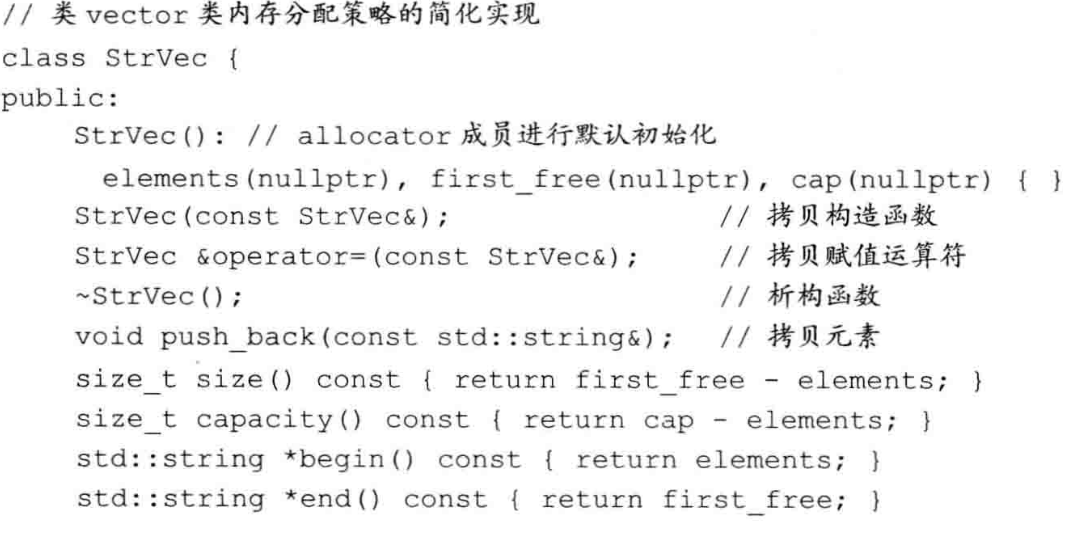 // 类 vector 类内存分配策略的简化实现
class StrVec {
public:
    StrVec(): // allocator 成员进行默认初始化
      elements(nullptr), first_free(nullptr), cap(nullptr) { }
    StrVec(const StrVec&);                // 拷贝构造函数
    StrVec &operator=(const StrVec&);     // 拷贝赋值运算符
    ~StrVec();                            // 析构函数
    void push_back(const std::string&);   // 拷贝元素
    size_t size() const { return first_free - elements; }
    size_t capacity() const { return cap - elements; }
    std::string *begin() const { return elements; }
    std::string *end() const { return first_free; }